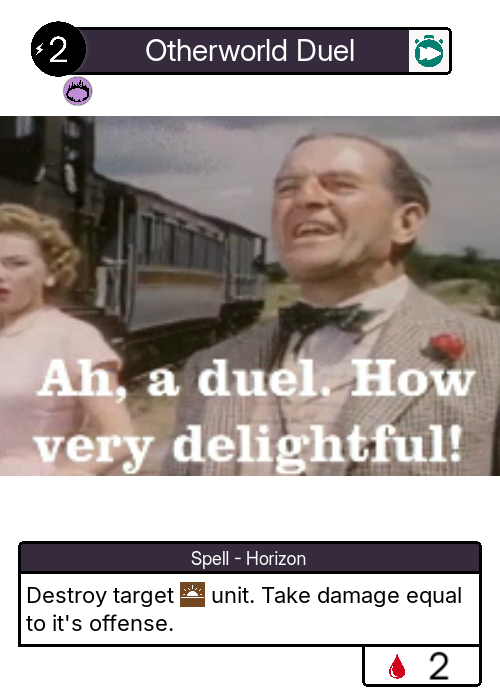 2
Otherworld Duel
Ah, a duel. How
very delightful!
Spell - Horizon
Destroy target unit. Take damage equal
to it's offense.
2